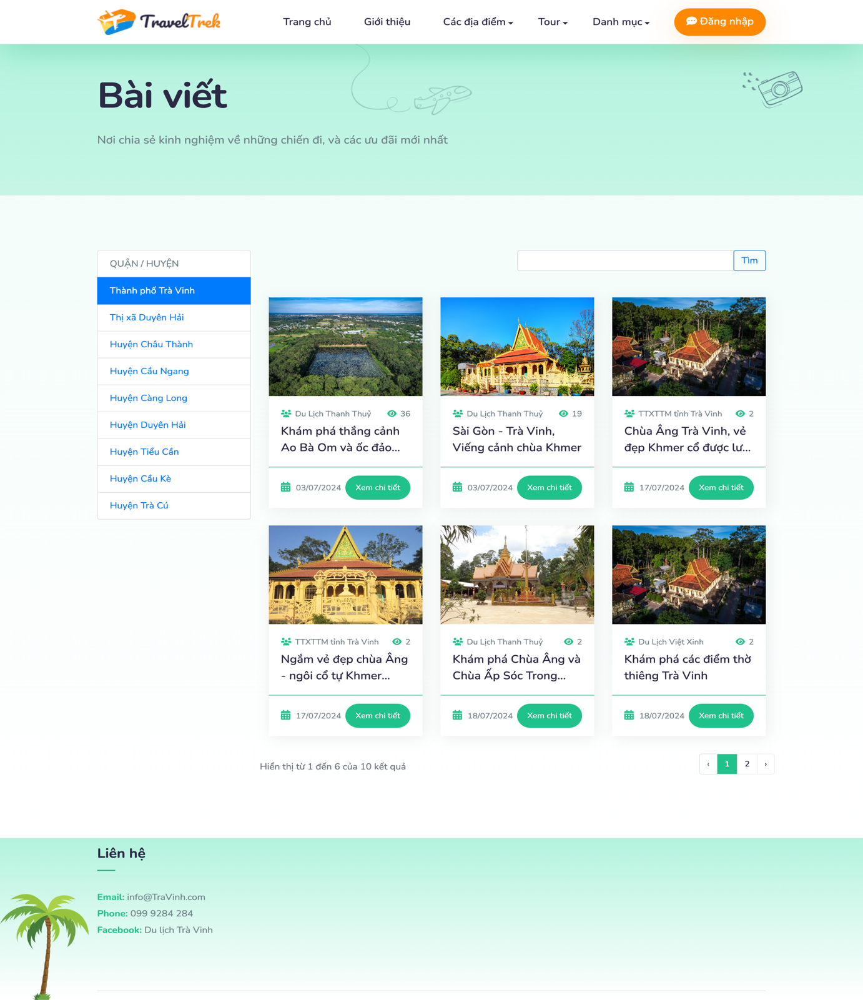 TravelTrek
Trang chủ
Giới thiệu
Các địa điểm
Tour
Danh mục
Đăng nhập
Bài viết
Nơi chia sẻ kinh nghiệm về những chiến đi, và các ưu đãi mới nhất
QUẬN / HUYỆN
Thành phố Trà Vinh
Thị xã Duyên Hải
Huyện Châu Thành
Huyện Cầu Ngang
Huyện Càng Long
Huyện Duyên Hải
Huyện Tiểu Cần
Huyện Cầu Kè
Huyện Trà Cú
Tìm
Du Lịch Thanh Thuỷ 36
Khám phá thắng cảnh
Ao Bà Om và ốc đảo...
03/07/2024 Xem chi tiết
Du Lịch Thanh Thuỷ 19
Sài Gòn - Trà Vinh,
Viếng cảnh chùa Khmer
03/07/2024 Xem chi tiết
TTXTTM tỉnh Trà Vinh 2
Chùa Âng Trà Vinh, vẻ
đẹp Khmer cổ được lư...
17/07/2024 Xem chi tiết
TTXTTM tỉnh Trà Vinh 2
Ngắm vẻ đẹp chùa Âng
- ngôi cổ tự Khmer...
17/07/2024 Xem chi tiết
Du Lịch Thanh Thuỷ 2
Khám phá Chùa Âng và
Chùa Ấp Sóc Trong...
18/07/2024 Xem chi tiết
Du Lịch Việt Xinh 2
Khám phá các điểm thờ
thiêng Trà Vinh
18/07/2024 Xem chi tiết
Hiển thị từ 1 đến 6 của 10 kết quả
‹ 1 2 ›
Liên hệ
Email: info@TraVinh.com
Phone: 099 9284 284
Facebook: Du lịch Trà Vinh